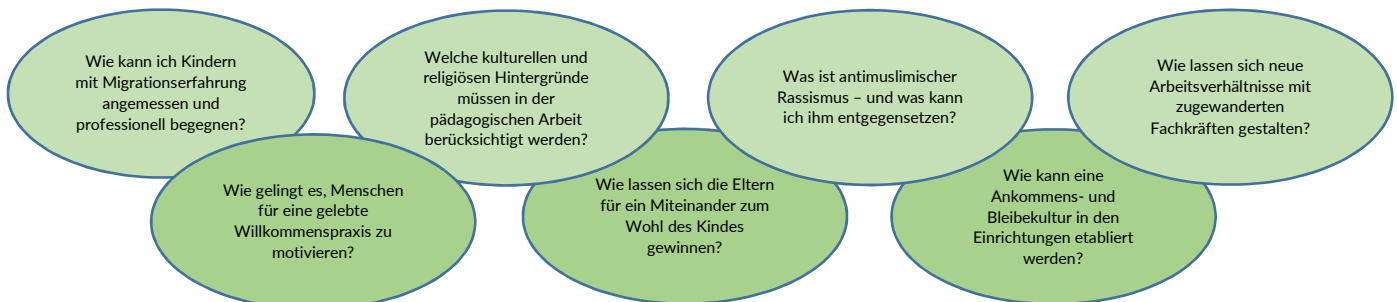 Wie kann ich Kindern
mit Migrationserfahrung
angemessen und
professionell begegnen?
Welche kulturellen und
religiösen Hintergründe
müssen in der
pädagogischen Arbeit
berücksichtigt werden?
Was ist antimuslimischer
Rassismus – und was kann
ich ihm entgegensetzen?
Wie lassen sich neue
Arbeitsverhältnisse mit
zugewanderten
Fachkräften gestalten?
Wie gelingt es, Menschen
für eine gelebte
Willkommenspraxis zu
motivieren?
Wie lassen sich die Eltern
für ein Miteinander zum
Wohl des Kindes
gewinnen?
Wie kann eine
Ankommens- und
Bleibekultur in den
Einrichtungen etabliert
werden?